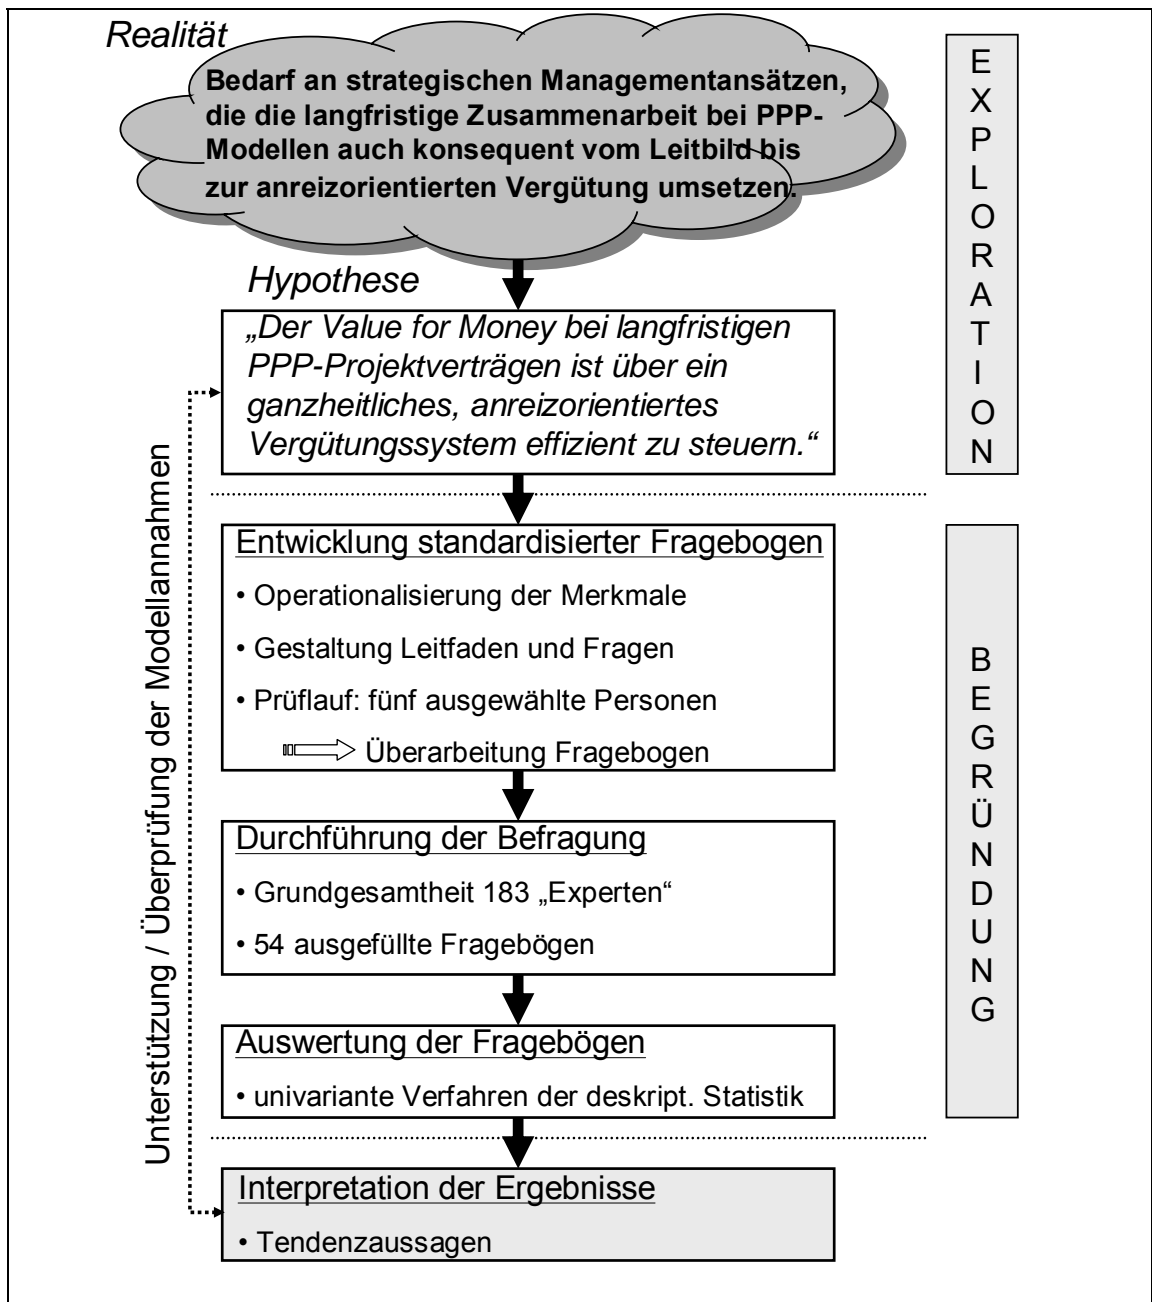 Realität
Bedarf an strategischen Managementansätzen,
die die langfristige Zusammenarbeit bei PPP-
Modellen auch konsequent vom Leitbild bis
zur anreizorientierten Vergütung umsetzen.
Hypothese
„Der Value for Money bei langfristigen
PPP-Projektverträgen ist über ein
ganzheitliches, anreizorientiertes
Vergütungssystem effizient zu steuern.“
EXPLORATION
Entwicklung standardisierter Fragebogen
• Operationalisierung der Merkmale
• Gestaltung Leitfaden und Fragen
• Prüflauf: fünf ausgewählte Personen
Überarbeitung Fragebogen
Durchführung der Befragung
• Grundgesamtheit 183 „Experten“
• 54 ausgefüllte Fragebögen
Auswertung der Fragebögen
• univariante Verfahren der deskript. Statistik
BEGRÜNDUNG
Interpretation der Ergebnisse
• Tendenzaussagen
Unterstützung / Überprüfung der Modellannahmen